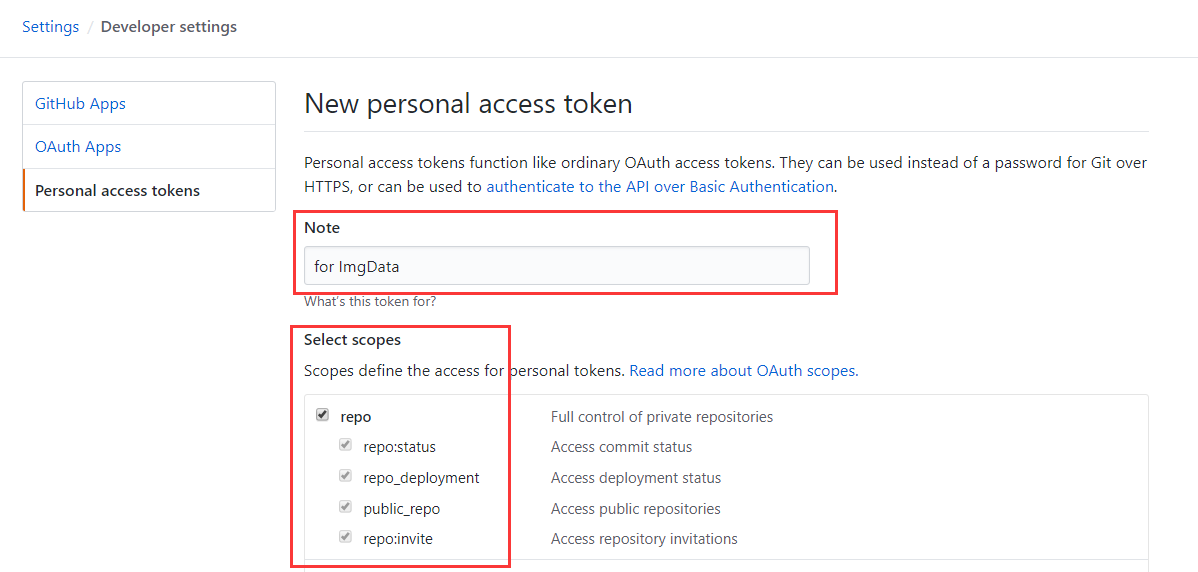 Settings / Developer settings
GitHub Apps
OAuth Apps
Personal access tokens
New personal access token
Personal access tokens function like ordinary OAuth access tokens. They can be used instead of a password for Git over
HTTPS, or can be used to authenticate to the API over Basic Authentication.
Note
for ImgData
What's this token for?
Select scopes
Scopes define the access for personal tokens. Read more about OAuth scopes.
repo Full control of private repositories
repo:status Access commit status
repo_deployment Access deployment status
public_repo Access public repositories
repo:invite Access repository invitations